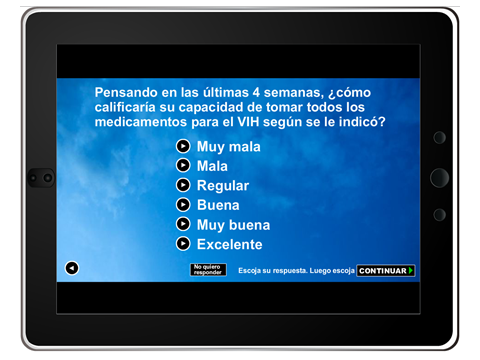 Pensando en las últimas 4 semanas, ¿cómo
calificaría su capacidad de tomar todos los
medicamentos para el VIH según se le indicó?
Muy mala
Mala
Regular
Buena
Muy buena
Excelente
No quiero
responder
Escoja su respuesta. Luego escoja CONTINUAR